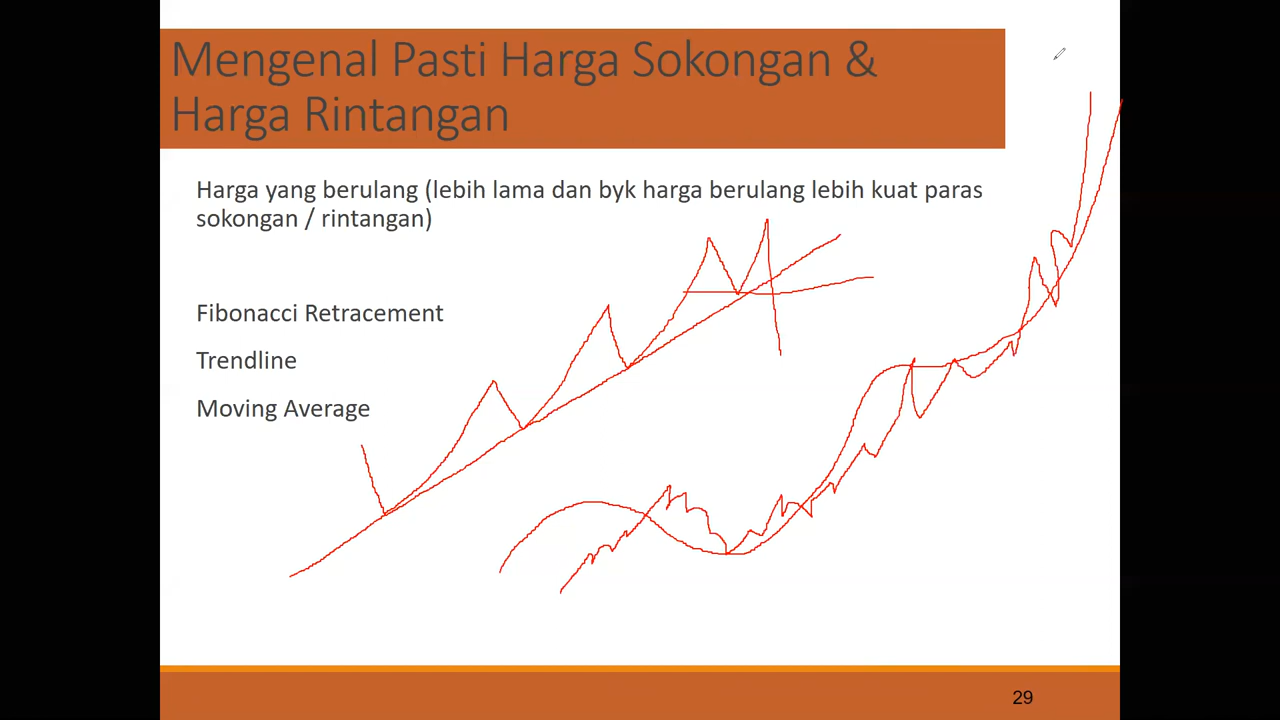 Mengenal Pasti Harga Sokongan &
Harga Rintangan
Harga yang berulang (lebih lama dan byk harga berulang lebih kuat paras
sokongan / rintangan)
Fibonacci Retracement
Trendline
Moving Average
29